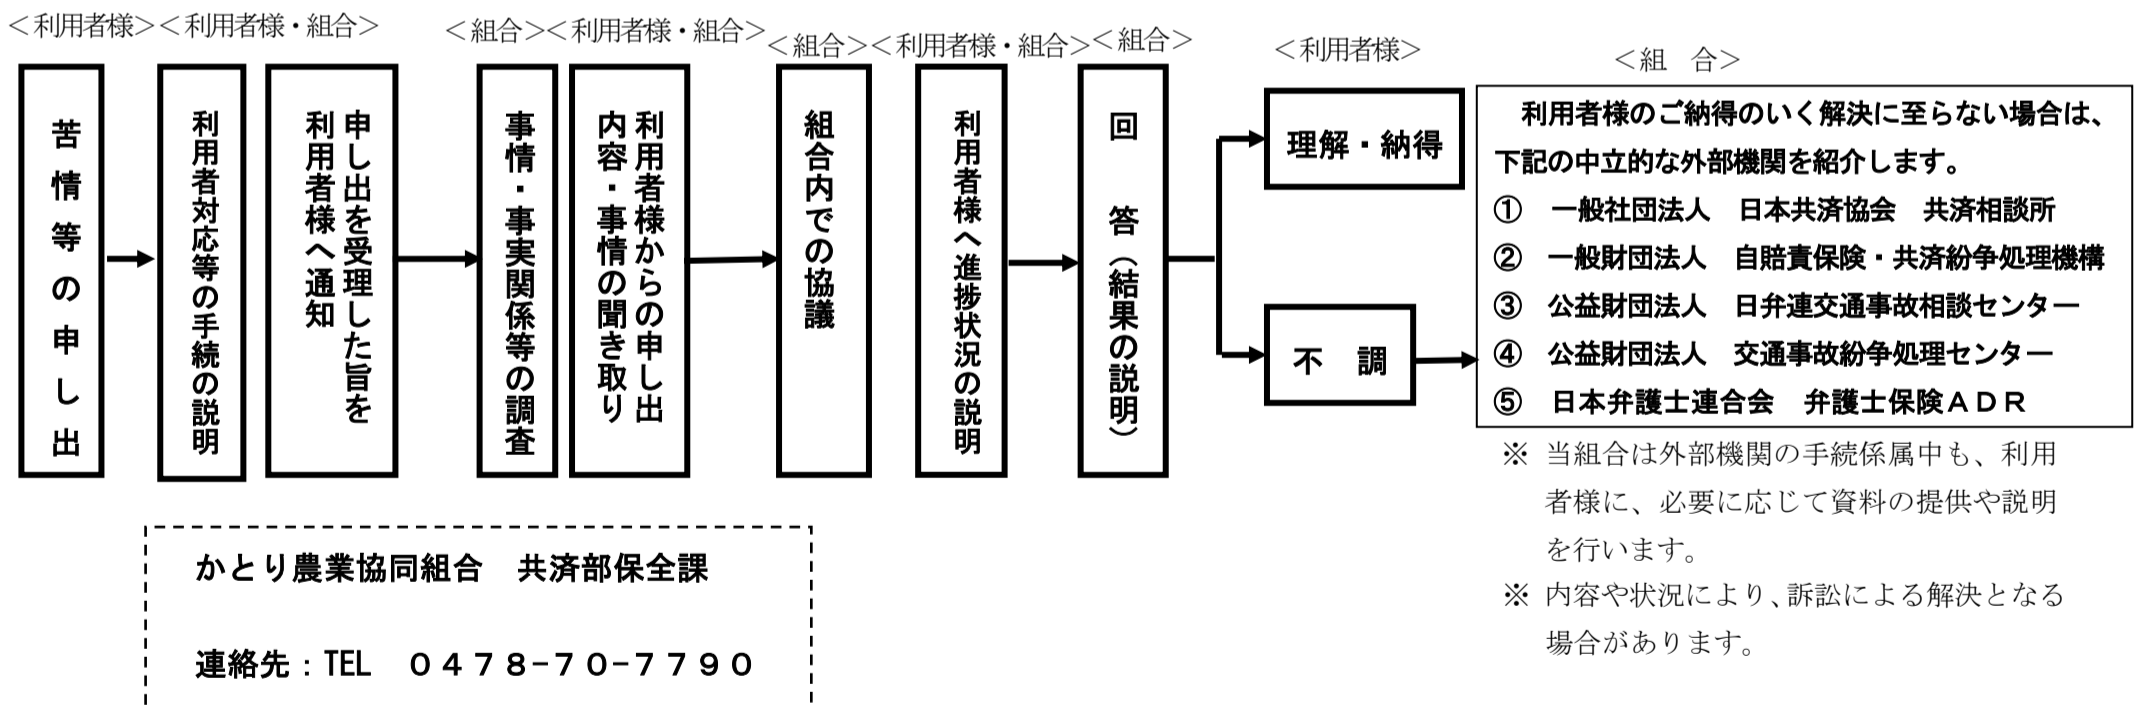 ＜利用者様＞＜利用者様・組合＞
＜組合＞＜利用者様・組合＞
＜組合＞＜利用者様・組合＞
＜組合＞
＜利用者様＞
＜組　合＞
苦情等の申し出
利用者対応等の手続の説明
申し出を受理した旨を
利用者様へ通知
事情・事実関係等の調査
利用者様からの申し出
内容・事情の聞き取り
組合内での協議
利用者様へ進捗状況の説明
回　答（結果の説明）
理解・納得
不　調
利用者様のご納得のいく解決に至らない場合は、
下記の中立的な外部機関を紹介します。
①　一般社団法人　日本共済協会　共済相談所
②　一般財団法人　自賠責保険・共済紛争処理機構
③　公益財団法人　日弁連交通事故相談センター
④　公益財団法人　交通事故紛争処理センター
⑤　日本弁護士連合会　弁護士保険ＡＤＲ
※ 当組合は外部機関の手続係属中も、利用
者様に、必要に応じて資料の提供や説明
を行います。
※ 内容や状況により、訴訟による解決となる
場合があります。
かとり農業協同組合　共済部保全課
連絡先：TEL　０４７８−７０−７７９０